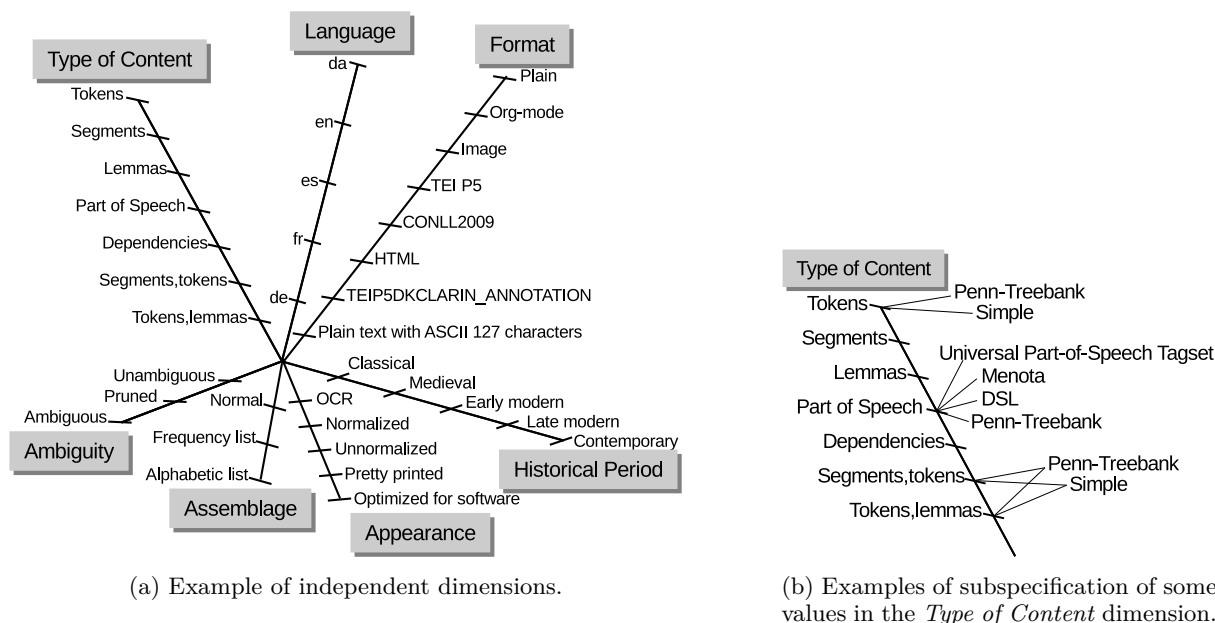 Language
Type of Content
Format
Tokens
Segments
Lemmas
Part of Speech
Dependencies
Segments,tokens
Tokens,lemmas
da
en
es
fr
de
Plain
Org-mode
Image
TEI P5
CONLL2009
HTML
TEIP5DKCLARIN_ANNOTATION
Plain text with ASCII 127 characters
Unambiguous
Pruned
Ambiguous
Ambiguity
Normal
Frequency list
Alphabetic list
Assemblage
OCR
Normalized
Unnormalized
Pretty printed
Optimized for software
Appearance
Classical
Medieval
Early modern
Late modern
Contemporary
Historical Period
(a) Example of independent dimensions.
Type of Content
Tokens
Segments
Lemmas
Part of Speech
Dependencies
Segments,tokens
Tokens,lemmas
Penn-Treebank
Simple
Universal Part-of-Speech Tagset
Menota
DSL
Penn-Treebank
Penn-Treebank
Simple
(b) Examples of subspecification of some
values in the Type of Content dimension.